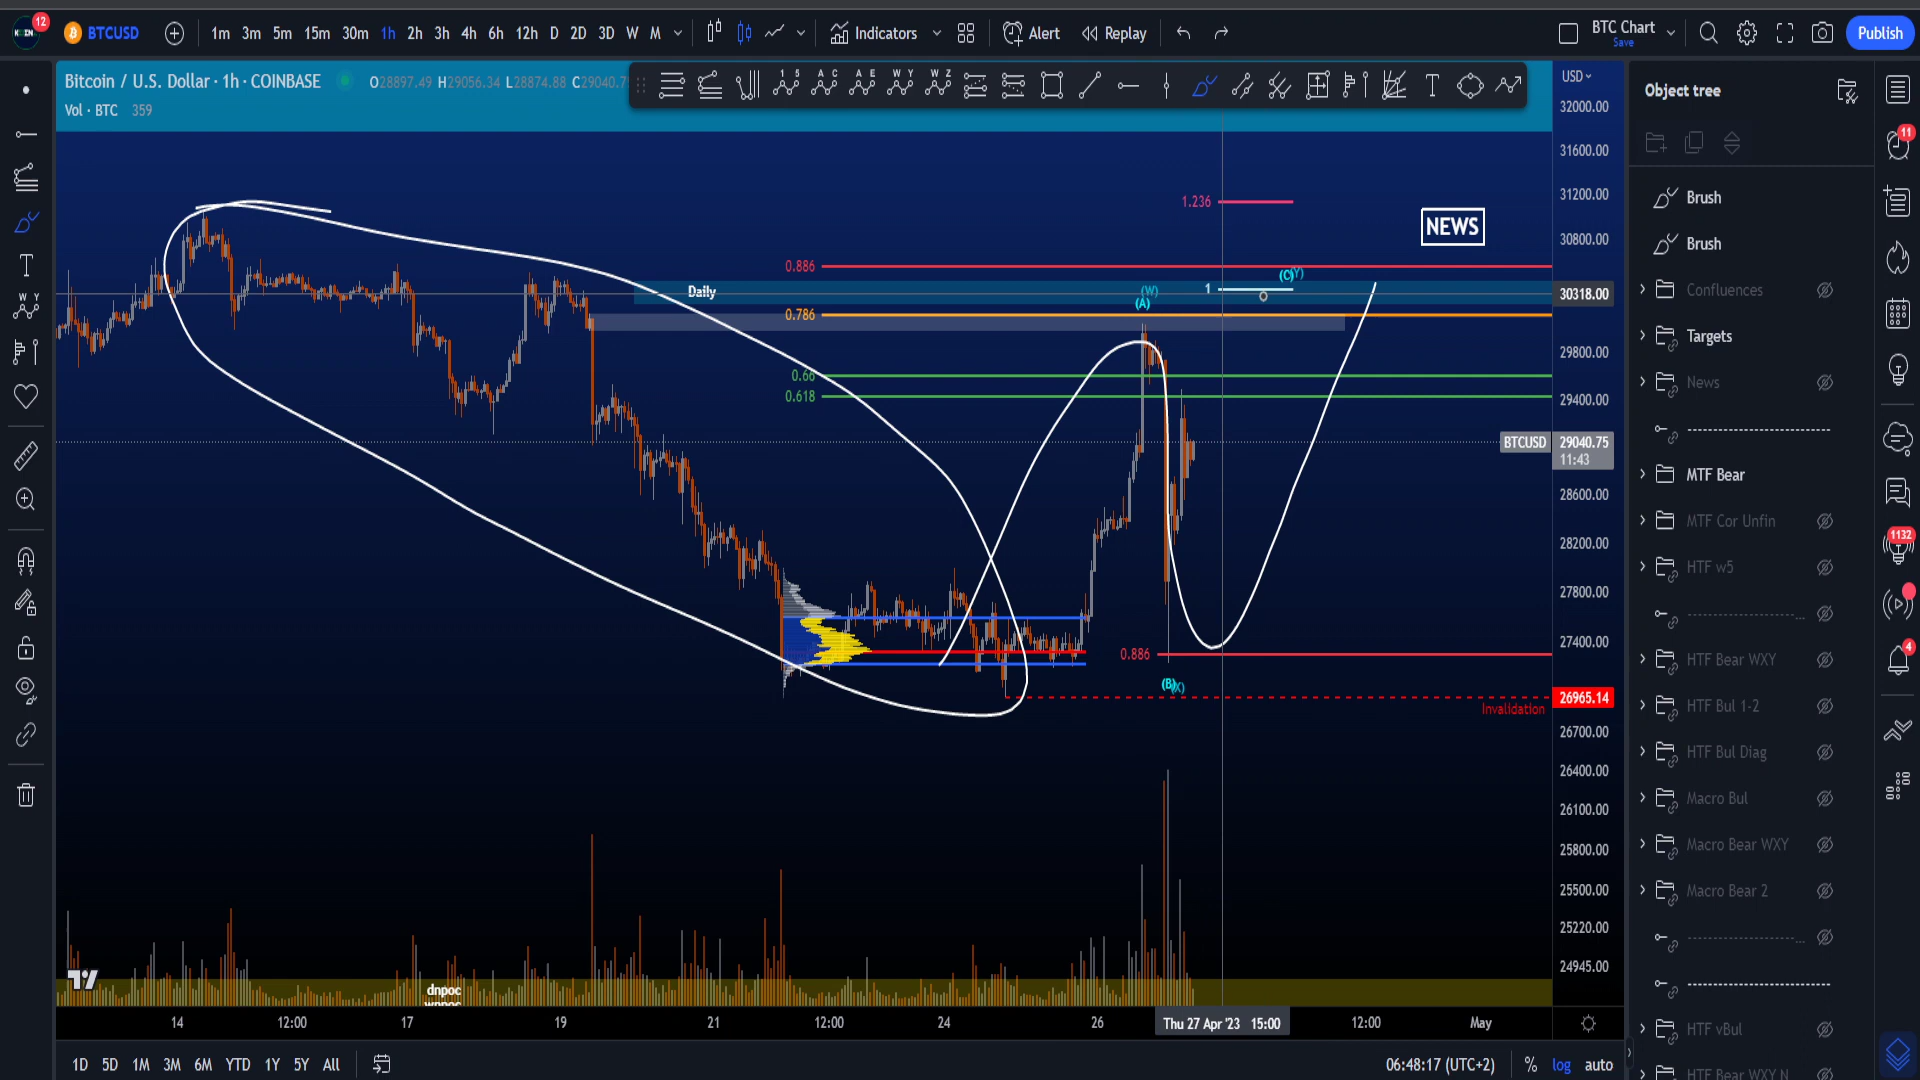 12
BTCUSD
1m 3m 5m 15m 30m 1h 2h 3h 4h 6h 12h D 2D 3D W M
Indicators
Alert
Replay
BTC Chart
Save
Publish
Bitcoin / U.S. Dollar · 1h · COINBASE
O28897.49 H29056.34 L28874.88 C29040.7
Vol · BTC 359
USD
32000.00
31600.00
31200.00
30800.00
30318.00
29800.00
29400.00
BTCUSD 29040.75
11:43
28600.00
28200.00
27800.00
27400.00
26965.14
26700.00
26400.00
26100.00
25800.00
25500.00
25220.00
24945.00
1.236
NEWS
0.886
(C)(Y)
Daily
1
(W)
(A)
0.786
0.66
0.618
0.886
(B)(X)
Invalidation
dnpoc
14 12:00 17 19 21 12:00 24 26 Thu 27 Apr '23 15:00 12:00 May
1D 5D 1M 3M 6M YTD 1Y 5Y All
06:48:17 (UTC+2) % log auto
Object tree
Brush
Brush
Confluences
Targets
News
MTF Bear
MTF Cor Unfin
HTF w5
HTF Bear WXY
HTF Bul 1-2
HTF Bul Diag
Macro Bul
Macro Bear WXY
Macro Bear 2
HTF vBul
HTF Bear WXY N
11
1132
4